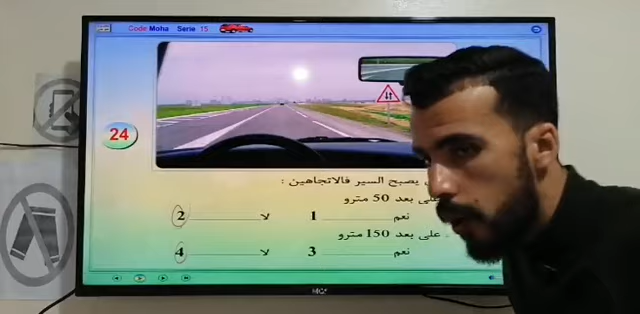 Code Moha Serie 15
24
يصبح السير فالاتجاهين :
بعد 50 مترو
نعم 1 لا 2
على بعد 150 مترو
نعم 3 لا 4